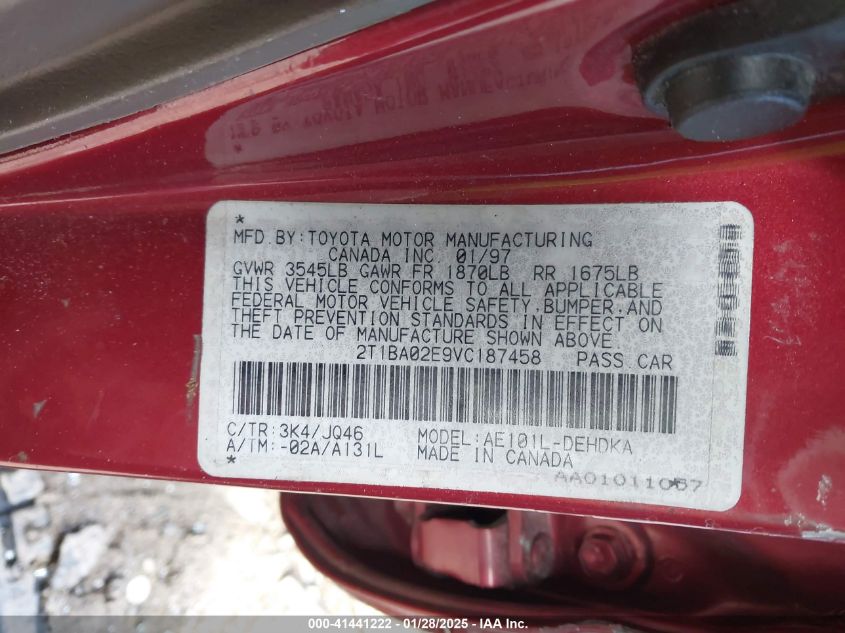 *
MFD.BY:TOYOTA MOTOR MANUFACTURING
CANADA INC. 01/97
GVWR 3545LB GAWR FR 1870LB RR 1675LB
THIS VEHICLE CONFORMS TO ALL APPLICABLE
FEDERAL MOTOR VEHICLE SAFETY,BUMPER,AND
THEFT PREVENTION STANDARDS IN EFFECT ON
THE DATE OF MANUFACTURE SHOWN ABOVE.
2T1BA02E9VC187458 PASS.CAR
C/TR:3K4/JQ46 MODEL:AE101L-DEHDKA
A/TM:-02A/A131L MADE IN CANADA
* AA01011057
000-41441222 - 01/28/2025 - IAA Inc.